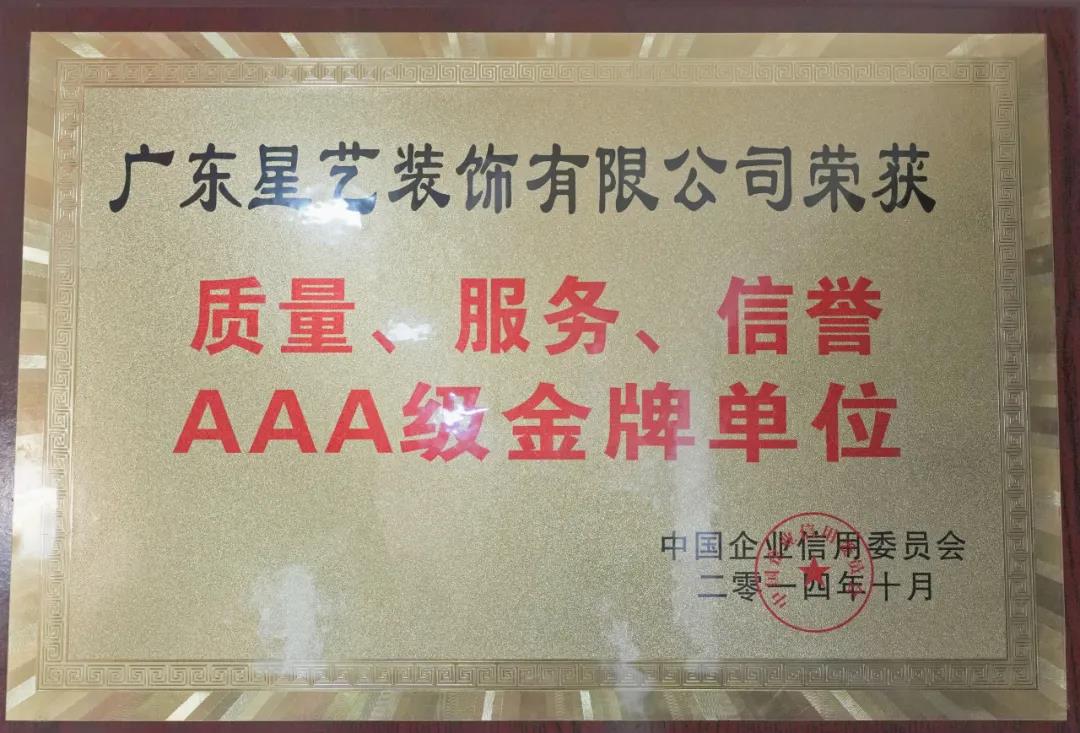 广东星艺装饰有限公司荣获
质量、服务、信誉
AAA级金牌单位
中国企业信用委员会
二零一四年十月